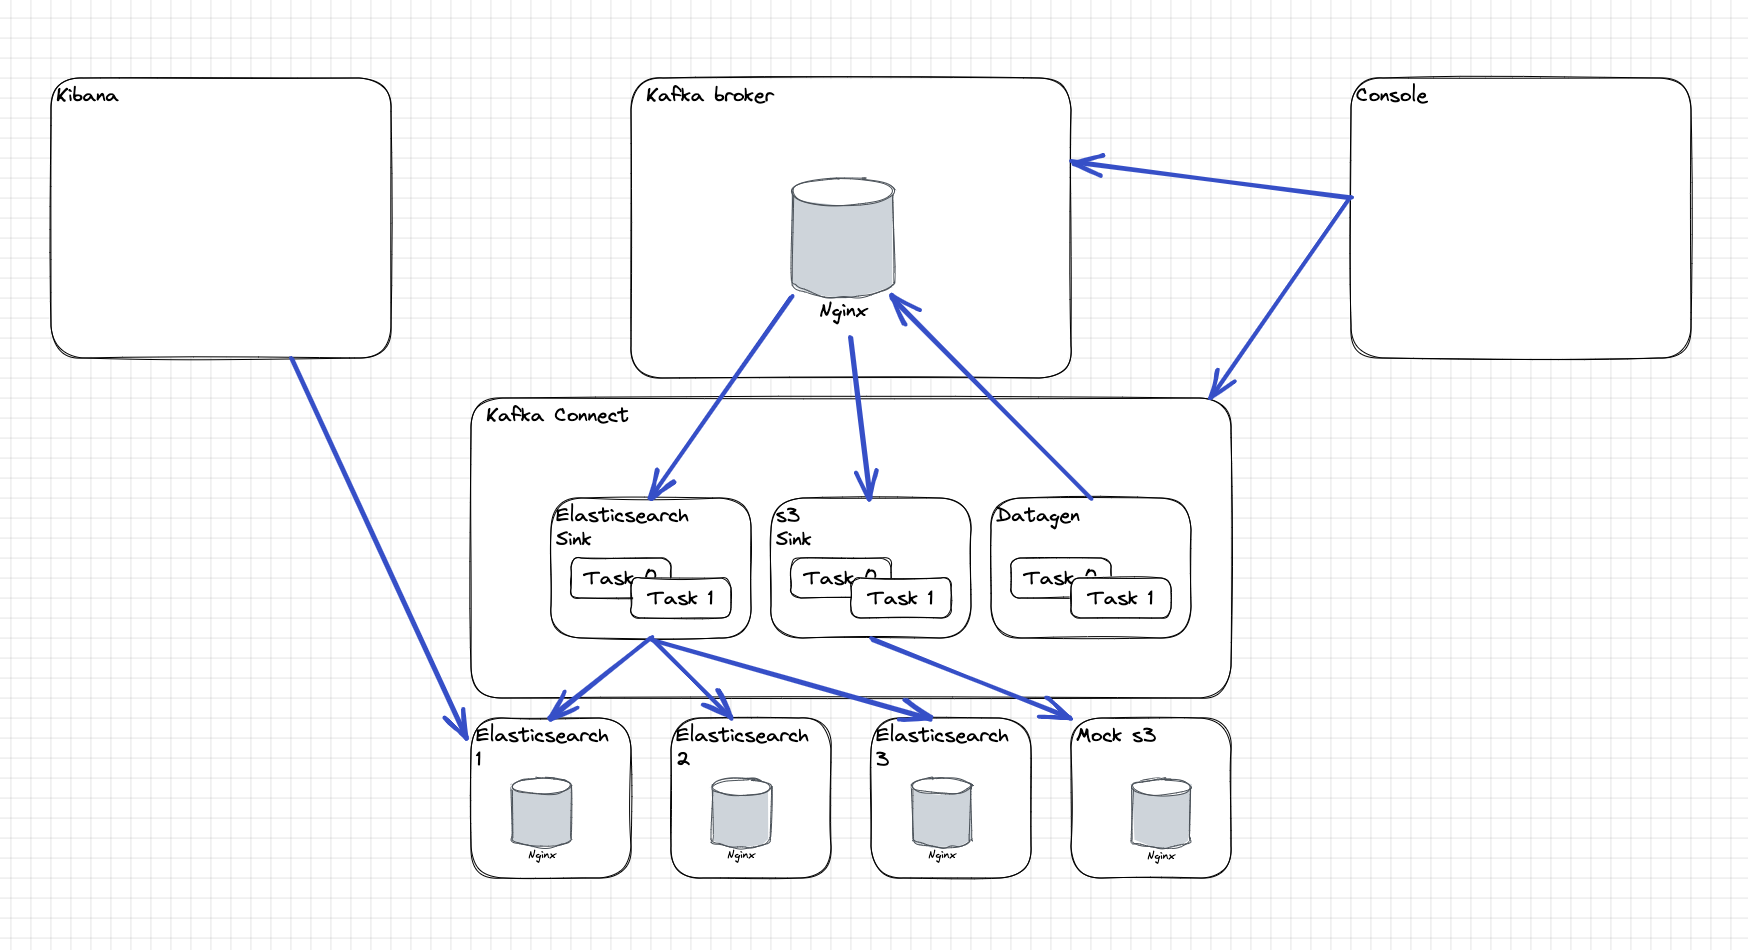 Kibana
Kafka broker
Console
Nginx
Kafka Connect
Elasticsearch
Sink
Task 0
Task 1
s3
Sink
Task 0
Task 1
Datagen
Task 0
Task 1
Elasticsearch
1
Nginx
Elasticsearch
2
Nginx
Elasticsearch
3
Nginx
Mock s3
Nginx